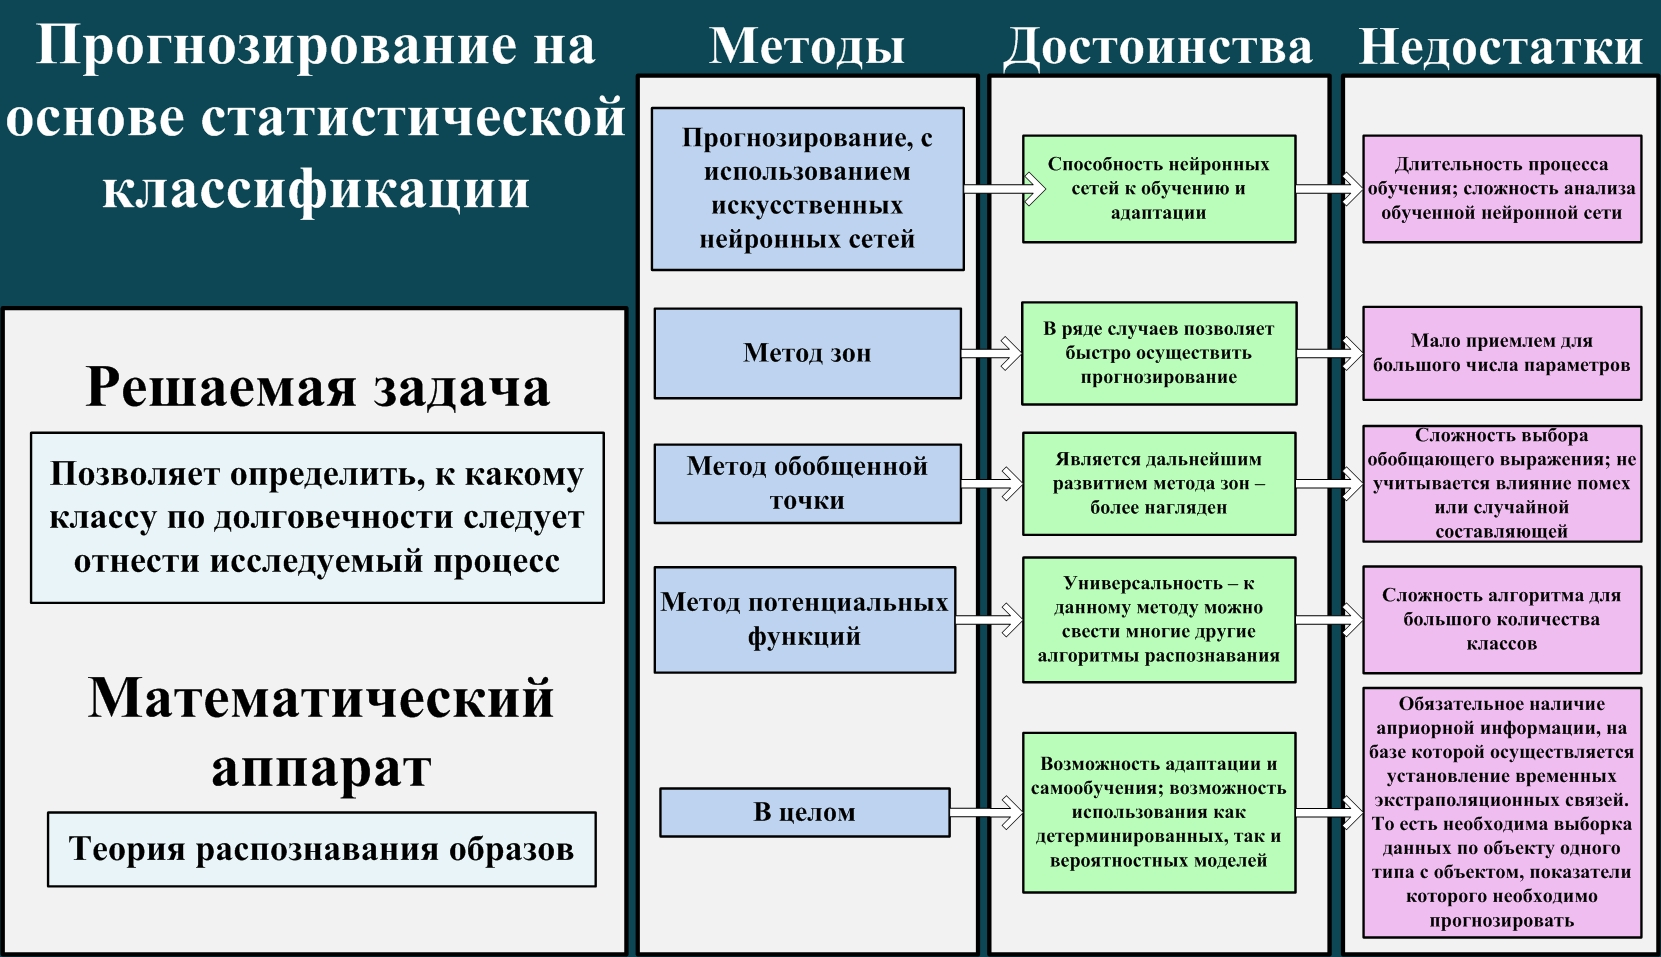 Прогнозирование на
основе статистической
классификации
Решаемая задача
Позволяет определить, к какому
классу по долговечности следует
отнести исследуемый процесс
Математический
аппарат
Теория распознавания образов
Методы
Достоинства
Недостатки
Прогнозирование, с
использованием
искусственных
нейронных сетей
Способность нейронных
сетей к обучению и
адаптации
Длительность процесса
обучения; сложность анализа
обученной нейронной сети
Метод зон
В ряде случаев позволяет
быстро осуществить
прогнозирование
Мало приемлем для
большого числа параметров
Метод обобщенной
точки
Является дальнейшим
развитием метода зон –
более нагляден
Сложность выбора
обобщающего выражения; не
учитывается влияние помех
или случайной
составляющей
Метод потенциальных
функций
Универсальность – к
данному методу можно
свести многие другие
алгоритмы распознавания
Сложность алгоритма для
большого количества
классов
В целом
Возможность адаптации и
самообучения; возможность
использования как
детерминированных, так и
вероятностных моделей
Обязательное наличие
априорной информации, на
базе которой осуществляется
установление временных
экстраполяционных связей.
То есть необходима выборка
данных по объекту одного
типа с объектом, показатели
которого необходимо
прогнозировать